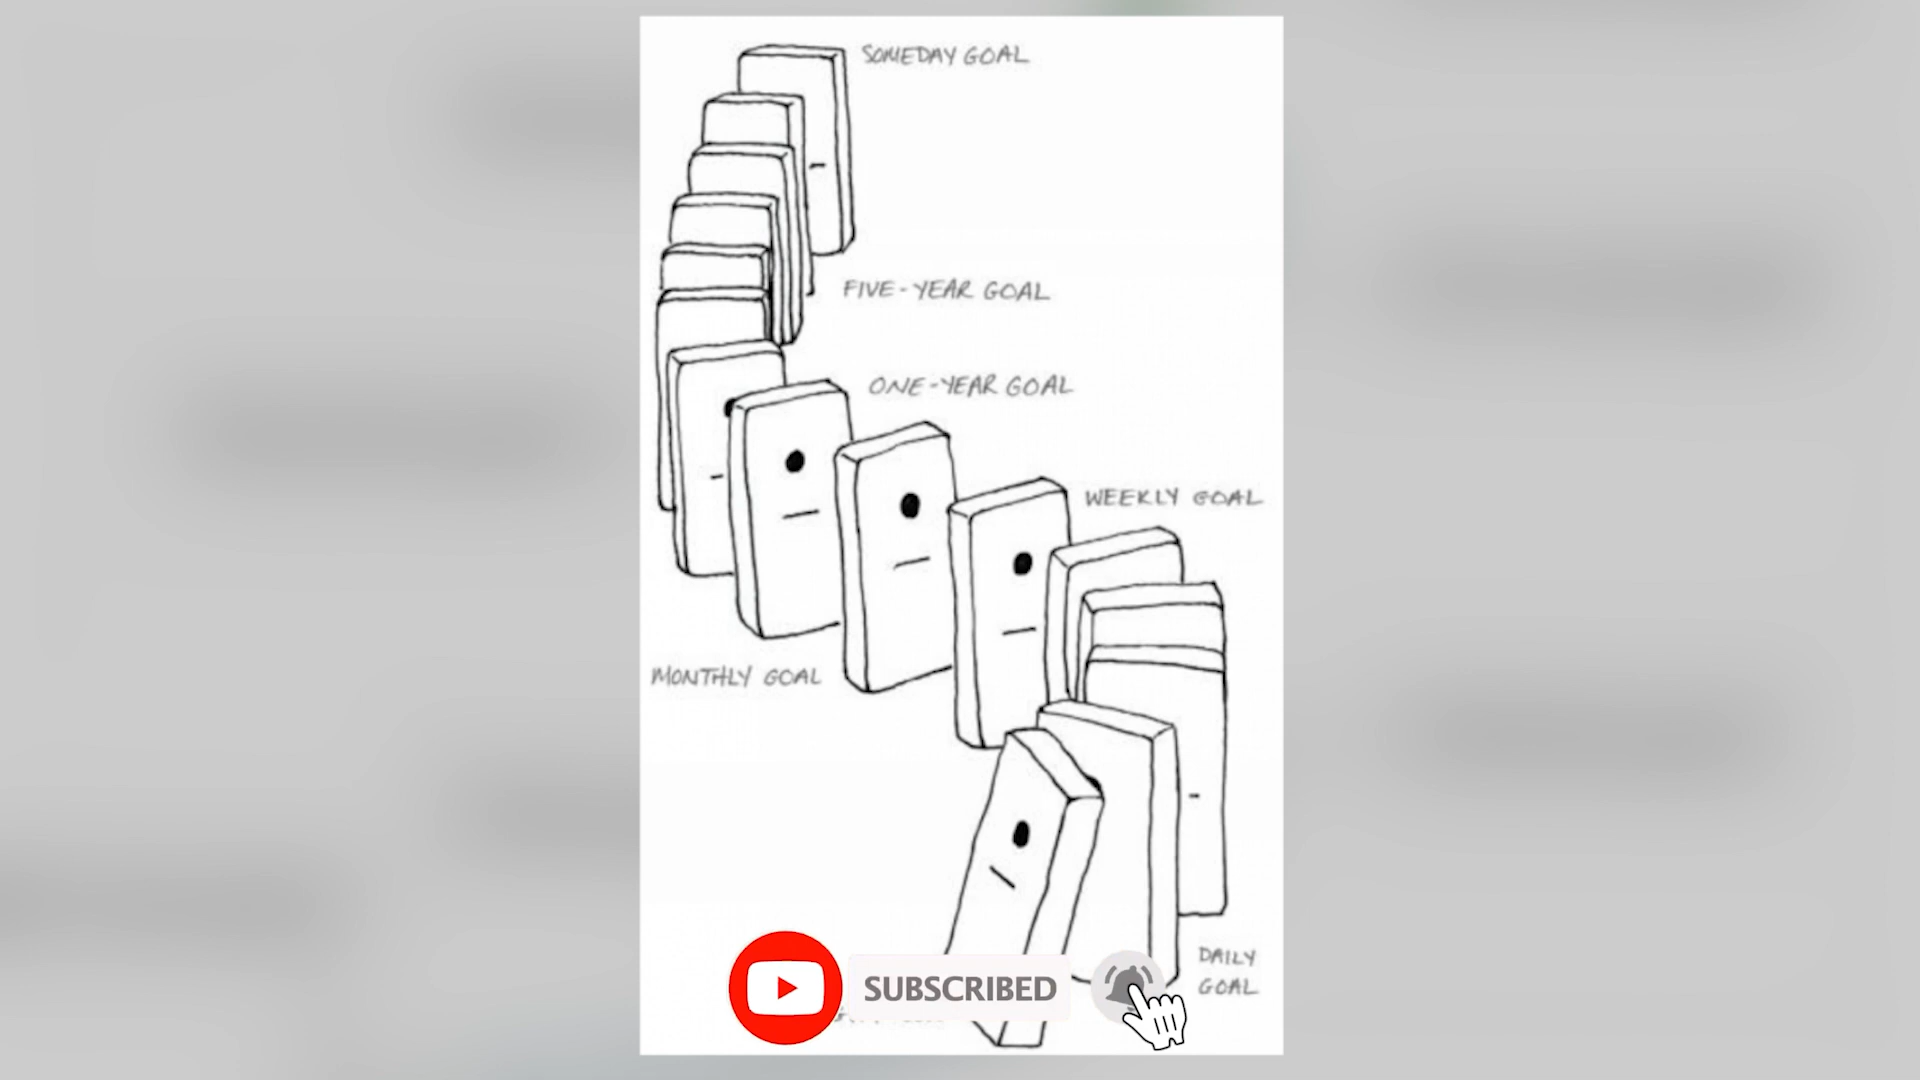 SOMEDAY GOAL
FIVE-YEAR GOAL
ONE-YEAR GOAL
WEEKLY GOAL
MONTHLY GOAL
DAILY
GOAL
SUBSCRIBED